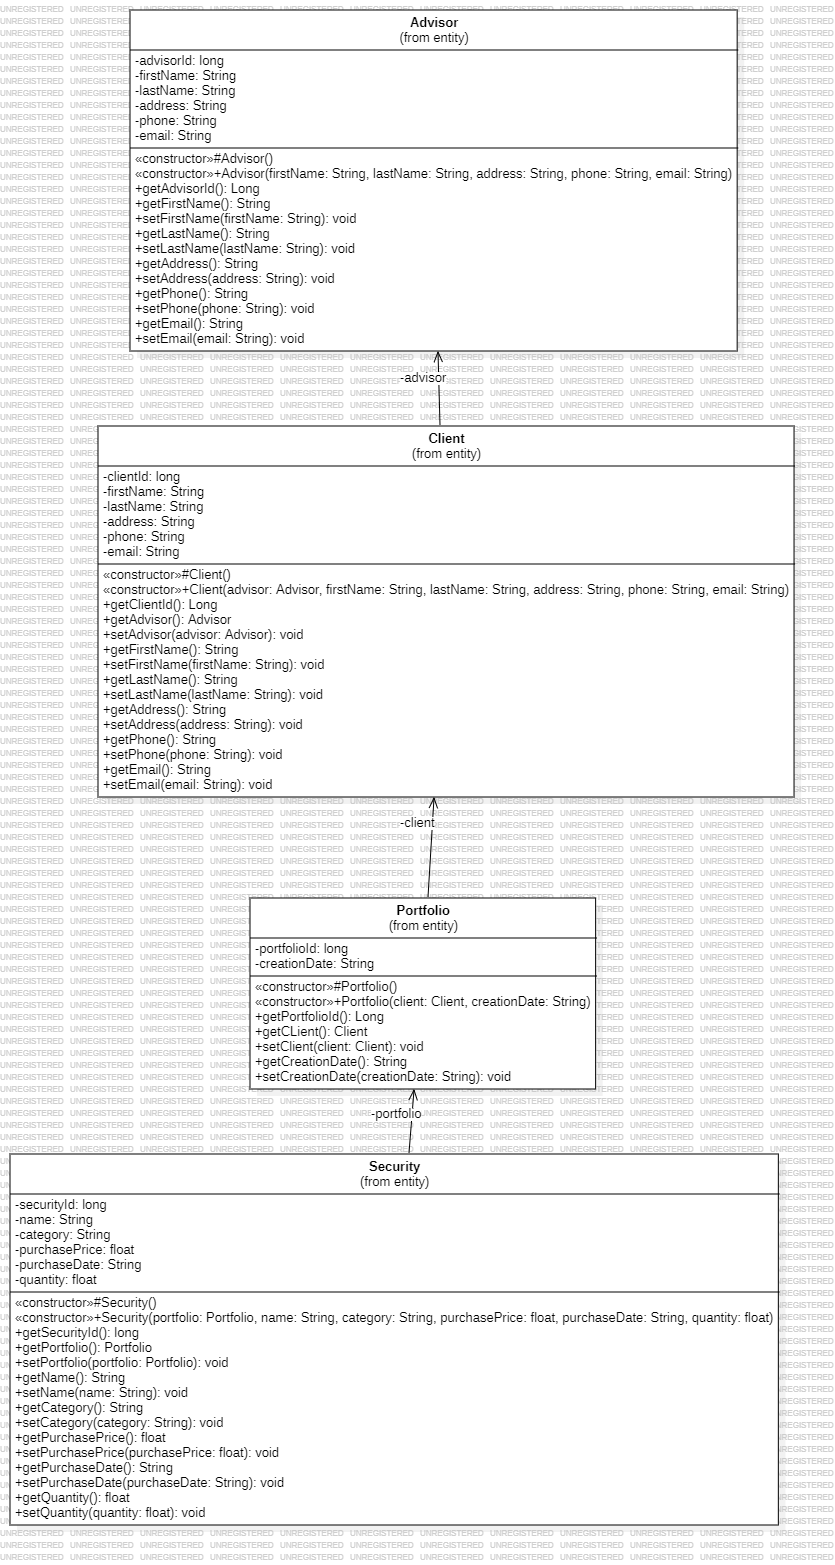 Advisor
(from entity)
-advisorId: long
-firstName: String
-lastName: String
-address: String
-phone: String
-email: String
«constructor»#Advisor()
«constructor»+Advisor(firstName: String, lastName: String, address: String, phone: String, email: String)
+getAdvisorId(): Long
+getFirstName(): String
+setFirstName(firstName: String): void
+getLastName(): String
+setLastName(lastName: String): void
+getAddress(): String
+setAddress(address: String): void
+getPhone(): String
+setPhone(phone: String): void
+getEmail(): String
+setEmail(email: String): void
-advisor
Client
(from entity)
-clientId: long
-firstName: String
-lastName: String
-address: String
-phone: String
-email: String
«constructor»#Client()
«constructor»+Client(advisor: Advisor, firstName: String, lastName: String, address: String, phone: String, email: String)
+getClientId(): Long
+getAdvisor(): Advisor
+setAdvisor(advisor: Advisor): void
+getFirstName(): String
+setFirstName(firstName: String): void
+getLastName(): String
+setLastName(lastName: String): void
+getAddress(): String
+setAddress(address: String): void
+getPhone(): String
+setPhone(phone: String): void
+getEmail(): String
+setEmail(email: String): void
-client
Portfolio
(from entity)
-portfolioId: long
-creationDate: String
«constructor»#Portfolio()
«constructor»+Portfolio(client: Client, creationDate: String)
+getPortfolioId(): Long
+getCLient(): Client
+setClient(client: Client): void
+getCreationDate(): String
+setCreationDate(creationDate: String): void
-portfolio
Security
(from entity)
-securityId: long
-name: String
-category: String
-purchasePrice: float
-purchaseDate: String
-quantity: float
«constructor»#Security()
«constructor»+Security(portfolio: Portfolio, name: String, category: String, purchasePrice: float, purchaseDate: String, quantity: float)
+getSecurityId(): long
+getPortfolio(): Portfolio
+setPortfolio(portfolio: Portfolio): void
+getName(): String
+setName(name: String): void
+getCategory(): String
+setCategory(category: String): void
+getPurchasePrice(): float
+setPurchasePrice(purchasePrice: float): void
+getPurchaseDate(): String
+setPurchaseDate(purchaseDate: String): void
+getQuantity(): float
+setQuantity(quantity: float): void
UNREGISTERED